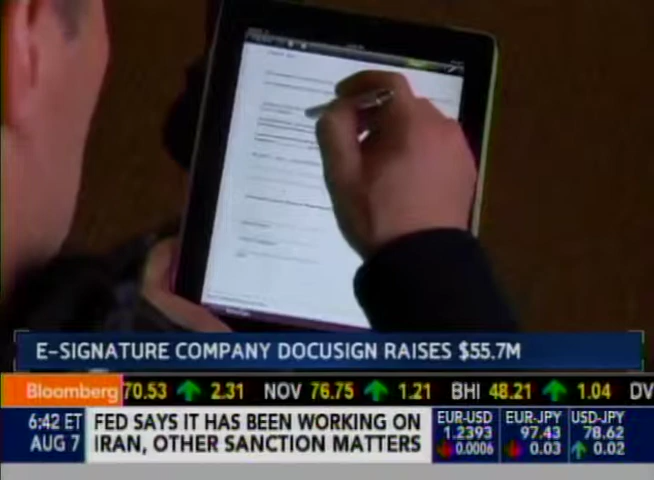 E-SIGNATURE COMPANY DOCUSIGN RAISES $55.7M
Bloomberg 70.53 2.31 NOV 76.75 1.21 BHI 48.21 1.04 DV
6:42 ET
AUG 7
FED SAYS IT HAS BEEN WORKING ON
IRAN, OTHER SANCTION MATTERS
EUR-USD
1.2393
0.0006
EUR-JPY
97.43
0.03
USD-JPY
78.62
0.02